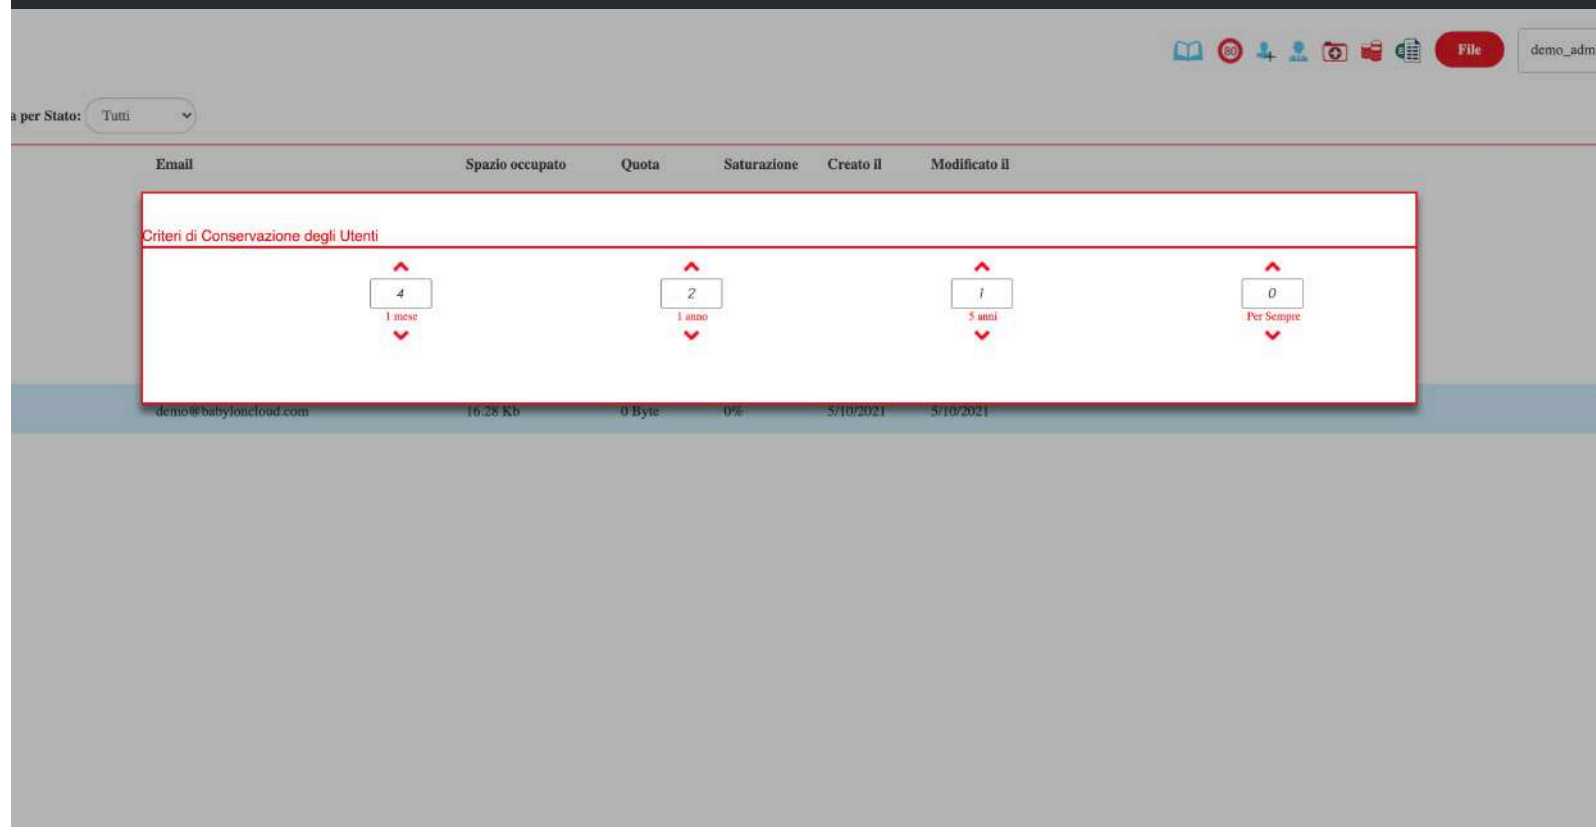 80
File
demo_adm
a per Stato: Tutti
Email Spazio occupato Quota Saturazione Creato il Modificato il
Criteri di Conservazione degli Utenti
4 2 1 0
1 mese 1 anno 5 anni Per Sempre
demo@babyloncloud.com 16.28 Kb 0 Byte 0% 5/10/2021 5/10/2021